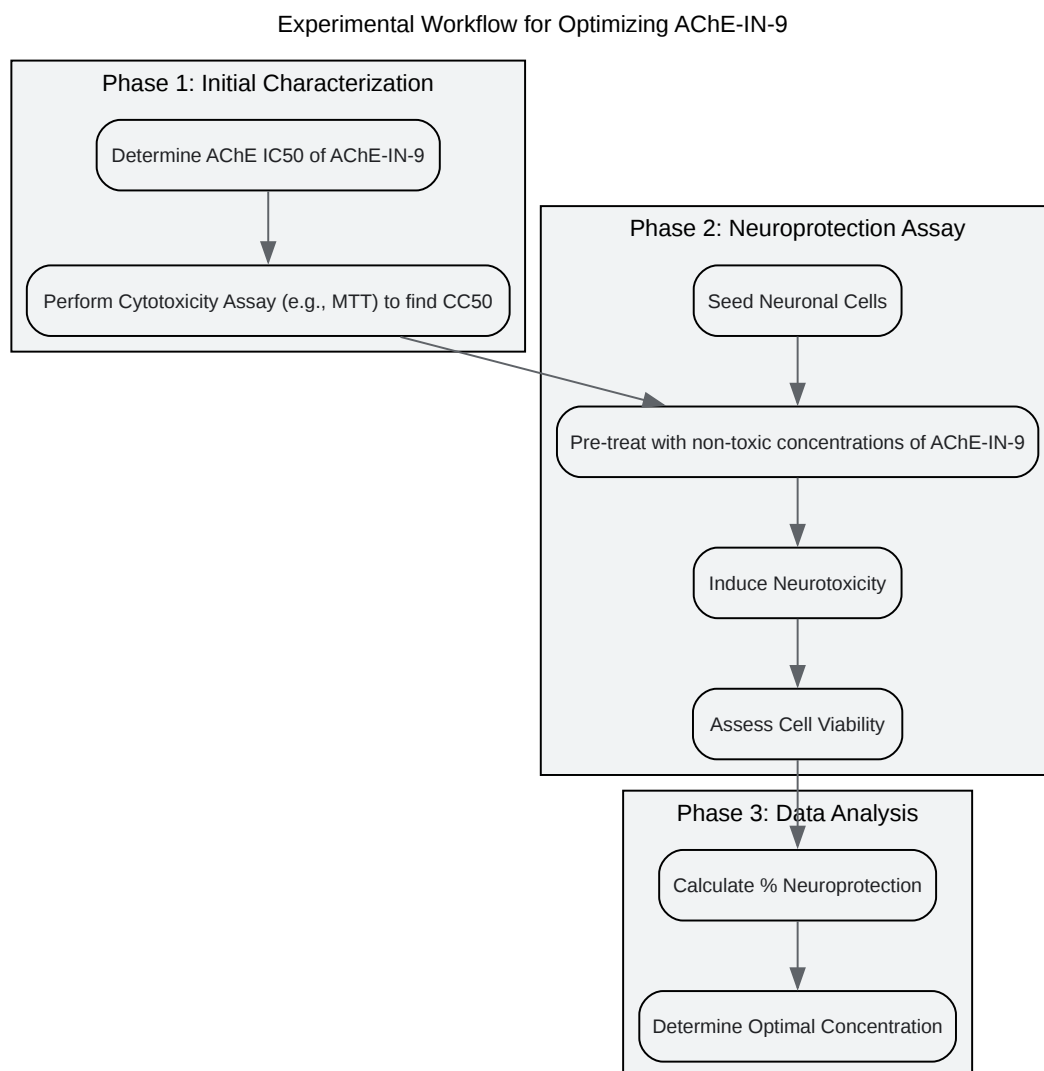 Experimental Workflow for Optimizing AChE-IN-9
Phase 1: Initial Characterization
Determine AChE IC50 of AChE-IN-9
Perform Cytotoxicity Assay (e.g., MTT) to find CC50
Phase 2: Neuroprotection Assay
Seed Neuronal Cells
Pre-treat with non-toxic concentrations of AChE-IN-9
Induce Neurotoxicity
Assess Cell Viability
Phase 3: Data Analysis
Calculate % Neuroprotection
Determine Optimal Concentration